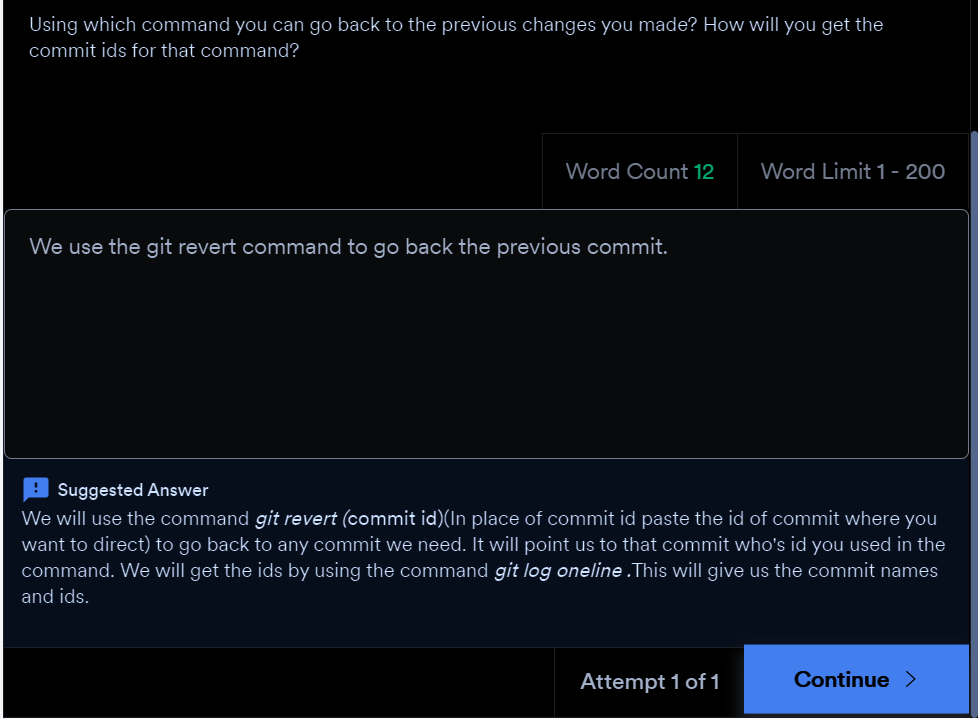 Using which command you can go back to the previous changes you made? How will you get the
commit ids for that command?
Word Count 12
Word Limit 1 - 200
We use the git revert command to go back the previous commit.
Suggested Answer
We will use the command git revert (commit id)(In place of commit id paste the id of commit where you
want to direct) to go back to any commit we need. It will point us to that commit who's id you used in the
command. We will get the ids by using the command git log oneline .This will give us the commit names
and ids.
Attempt 1 of 1
Continue